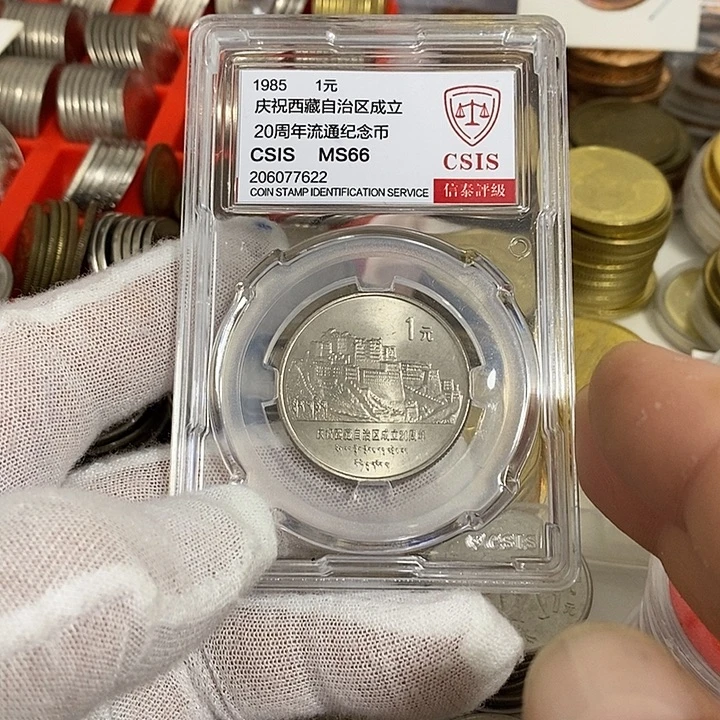 1985 1元
庆祝西藏自治区成立
20周年流通纪念币
CSIS MS66
206077622
COIN STAMP IDENTIFICATION SERVICE
CSIS
信泰評級
1元
庆祝西藏自治区成立20周年
CSIS